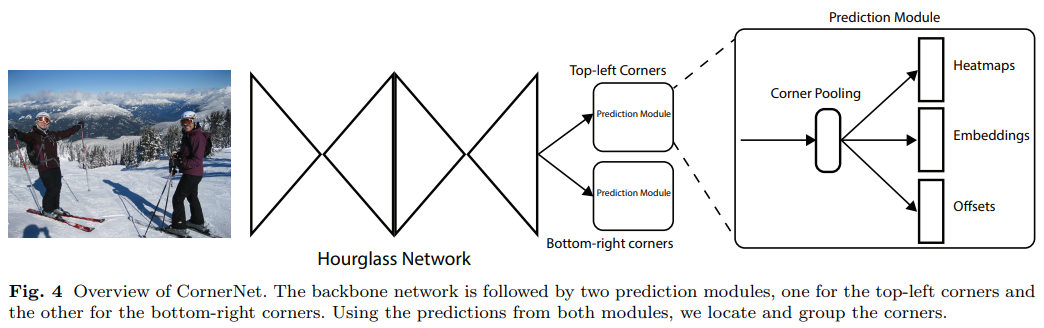 Prediction Module
Top-left Corners
Heatmaps
Corner Pooling
Prediction Module
Embeddings
Prediction Module
Offsets
Bottom-right corners
Hourglass Network
Fig. 4 Overview of CornerNet. The backbone network is followed by two prediction modules, one for the top-left corners and
the other for the bottom-right corners. Using the predictions from both modules, we locate and group the corners.